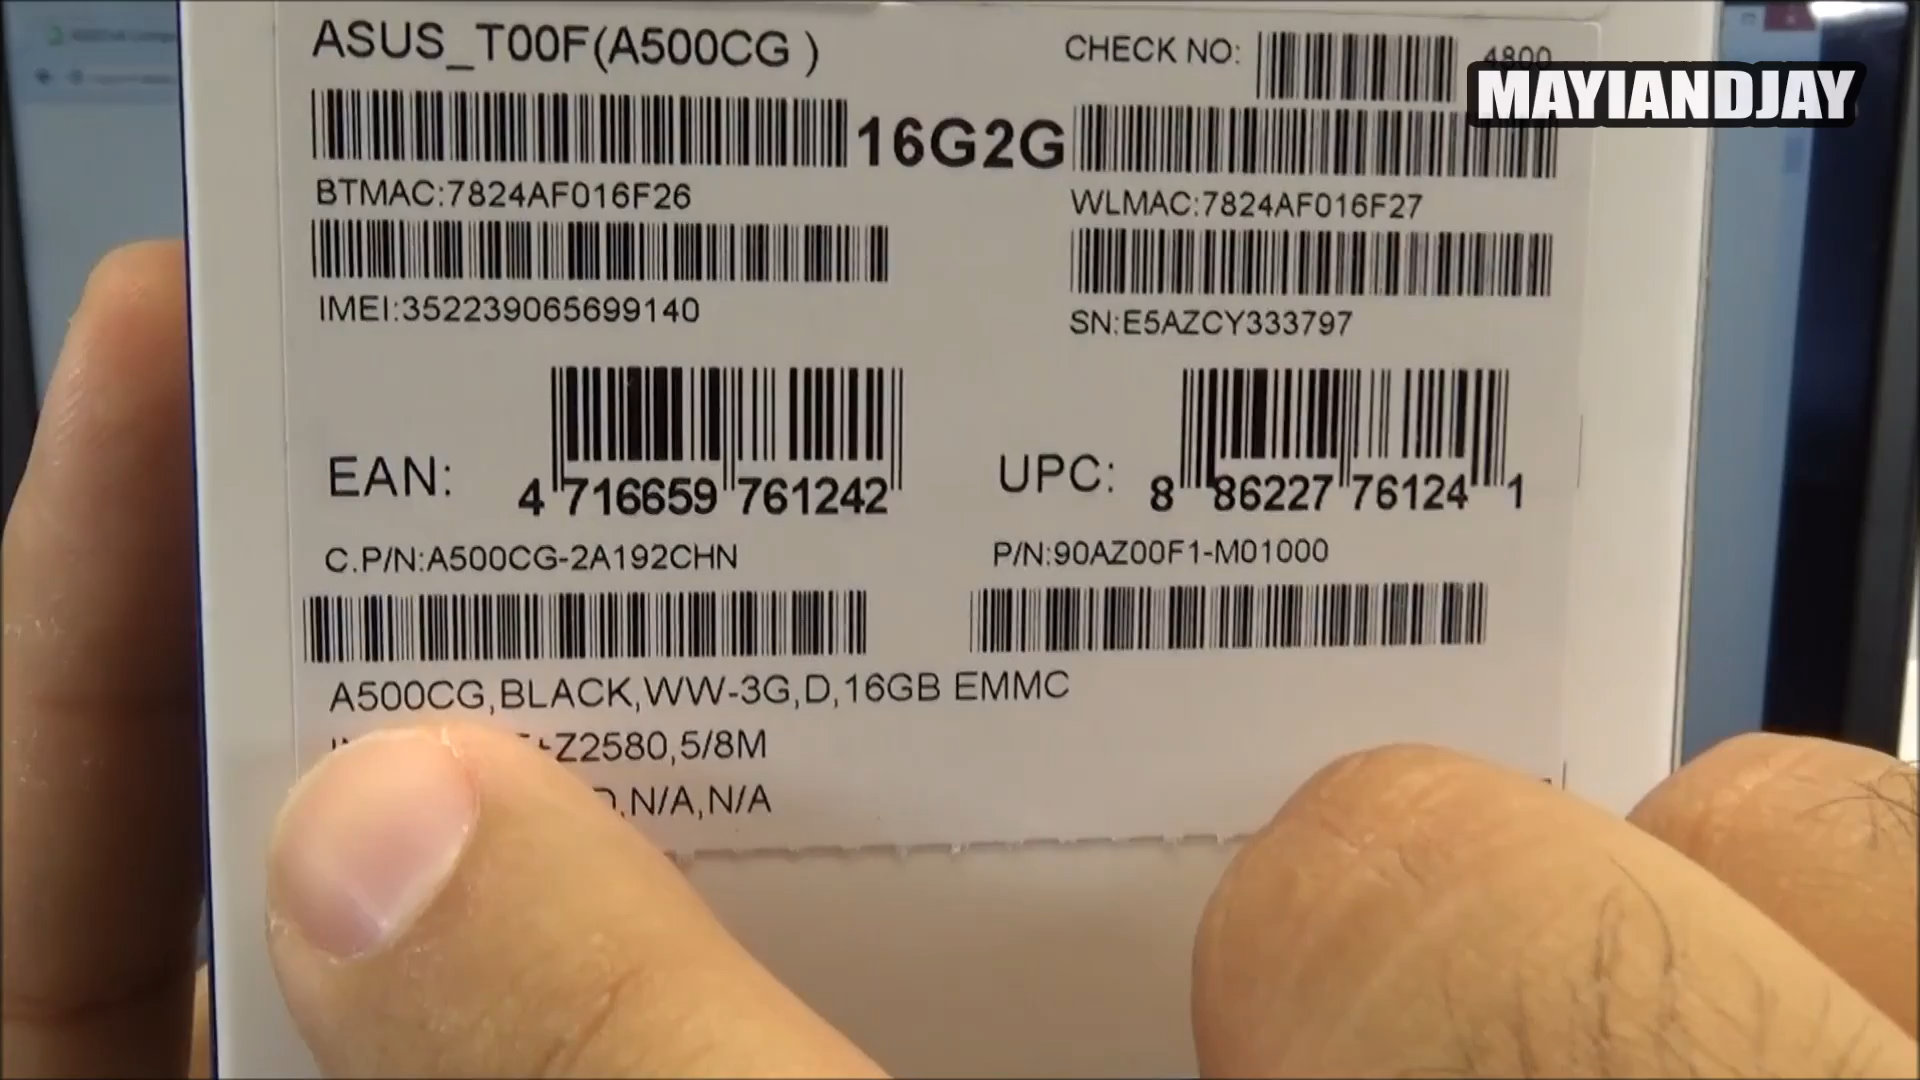 ASUS_T00F(A500CG )
CHECK NO:
4800
MAYIANDJAY
16G2G
BTMAC:7824AF016F26
WLMAC:7824AF016F27
IMEI:352239065699140
SN:E5AZCY333797
EAN:
4 716659 761242
UPC:
8 86227 76124 1
C.P/N:A500CG-2A192CHN
P/N:90AZ00F1-M01000
A500CG,BLACK,WW-3G,D,16GB EMMC
Z2580,5/8M
,N/A,N/A